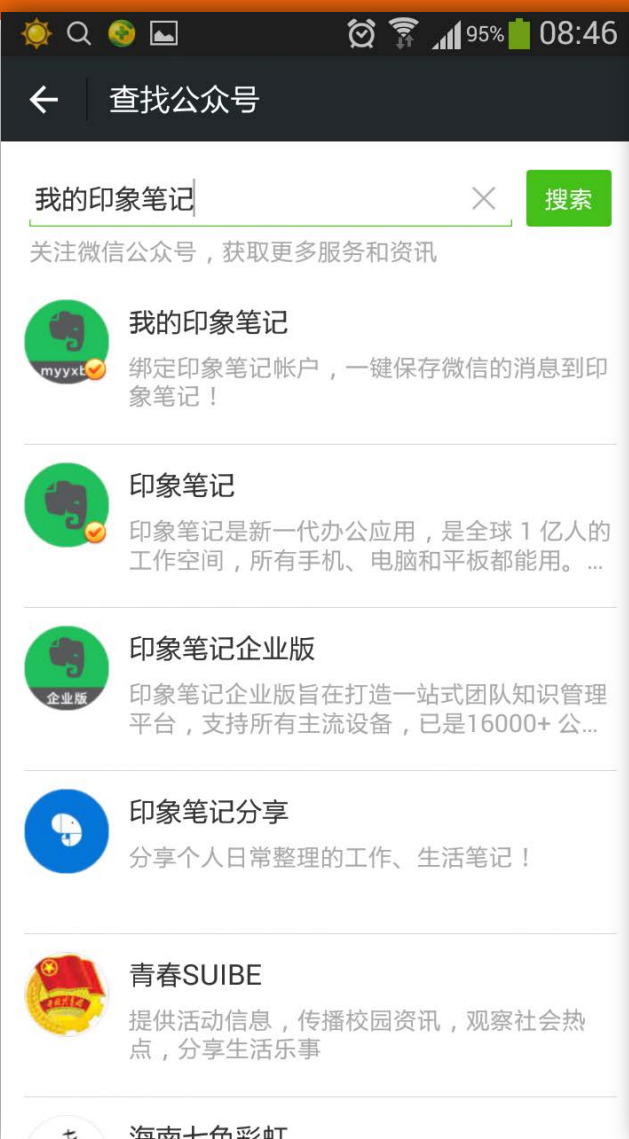 95% 08:46
查找公众号
我的印象笔记
搜索
关注微信公众号，获取更多服务和资讯
我的印象笔记
绑定印象笔记帐户，一键保存微信的消息到印
象笔记！
印象笔记
印象笔记是新一代办公应用，是全球 1 亿人的
工作空间，所有手机、电脑和平板都能用。 ...
印象笔记企业版
企业版
印象笔记企业版旨在打造一站式团队知识管理
平台，支持所有主流设备，已是16000+ 公...
印象笔记分享
分享个人日常整理的工作、生活笔记！
青春SUIBE
提供活动信息，传播校园资讯，观察社会热
点，分享生活乐事
海南七色彩虹